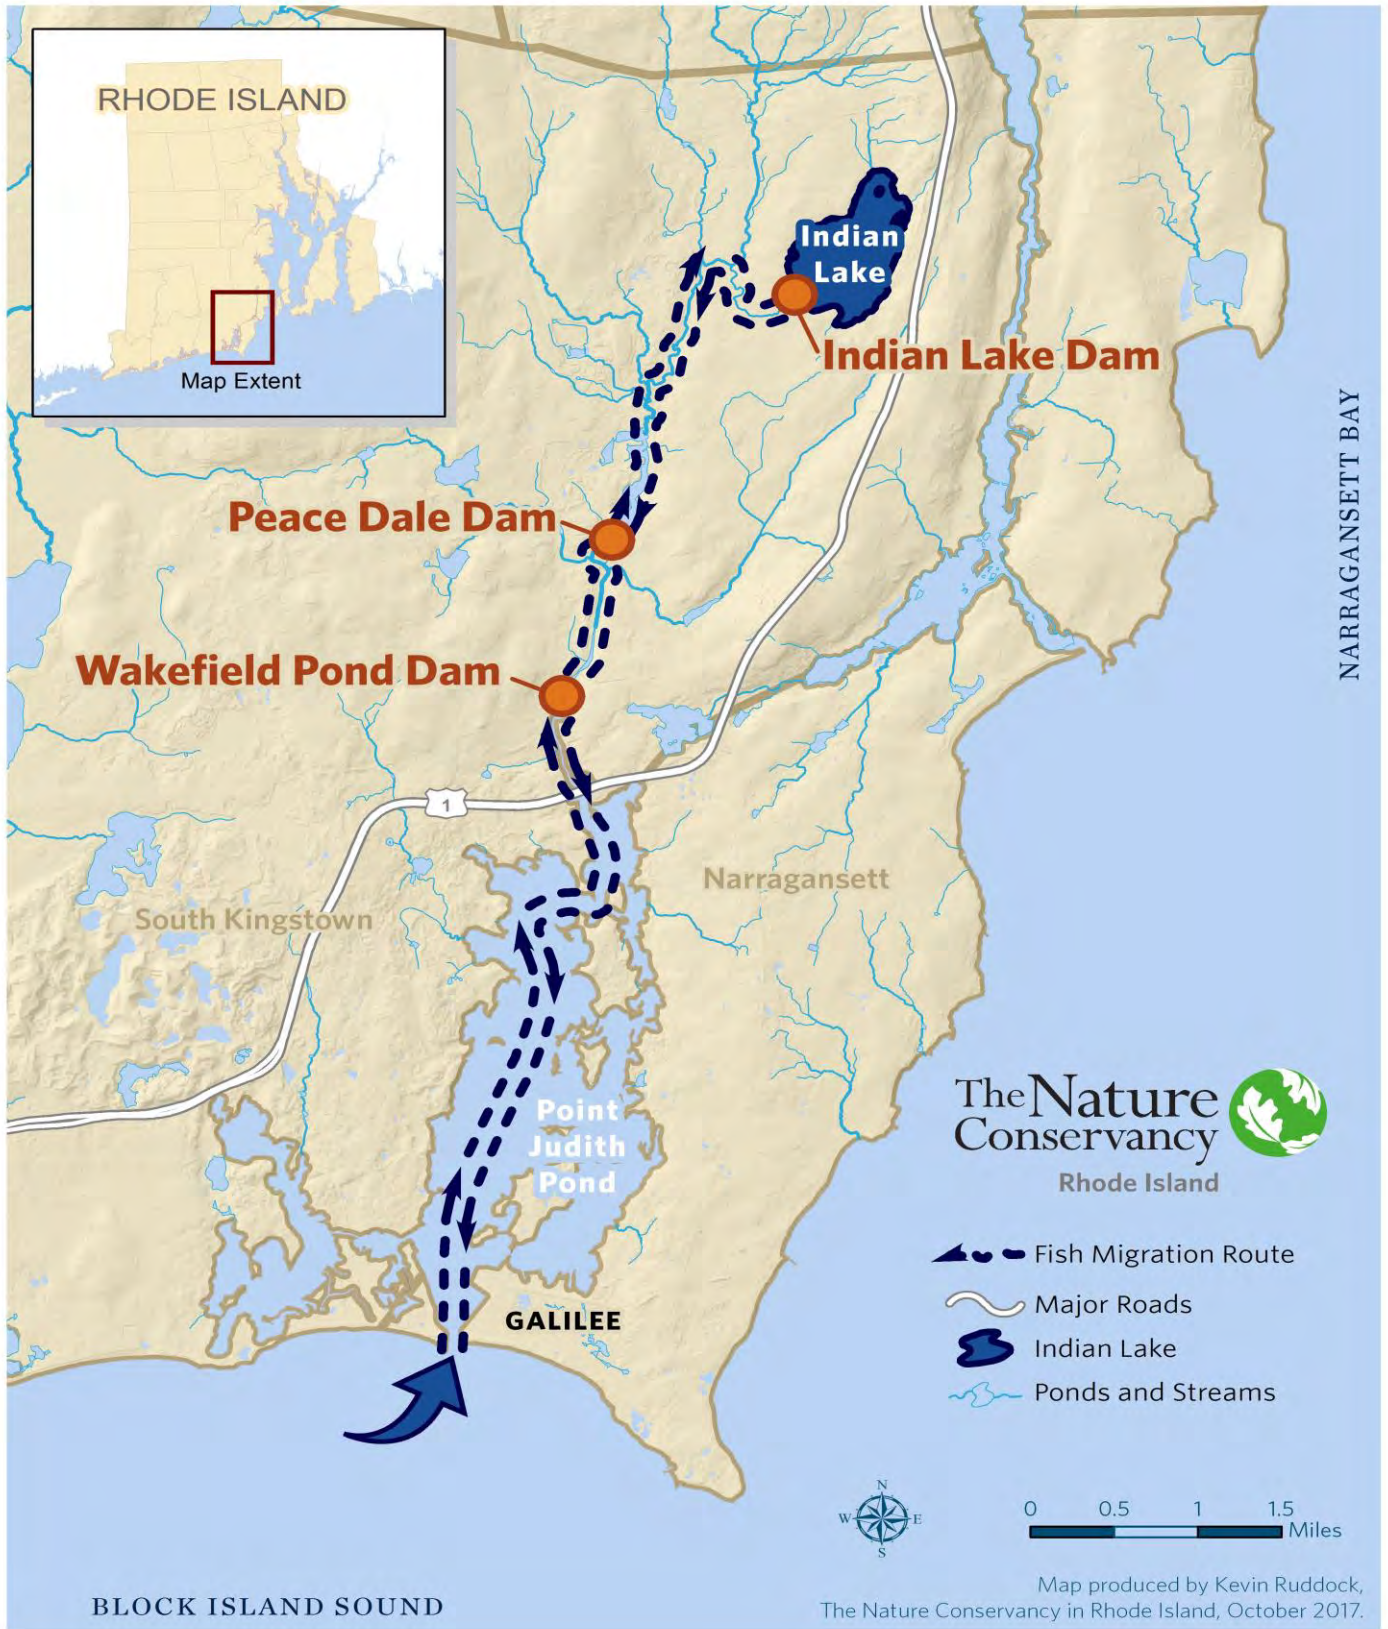 RHODE ISLAND
Map Extent
Indian
Lake
Indian Lake Dam
Peace Dale Dam
Wakefield Pond Dam
NARRAGANSETT BAY
1
Narragansett
South Kingstown
Point
Judith
Pond
GALILEE
The Nature
Conservancy
Rhode Island
Fish Migration Route
Major Roads
Indian Lake
Ponds and Streams
N
W E
S
0 0.5 1 1.5
Miles
BLOCK ISLAND SOUND
Map produced by Kevin Ruddock,
The Nature Conservancy in Rhode Island, October 2017.